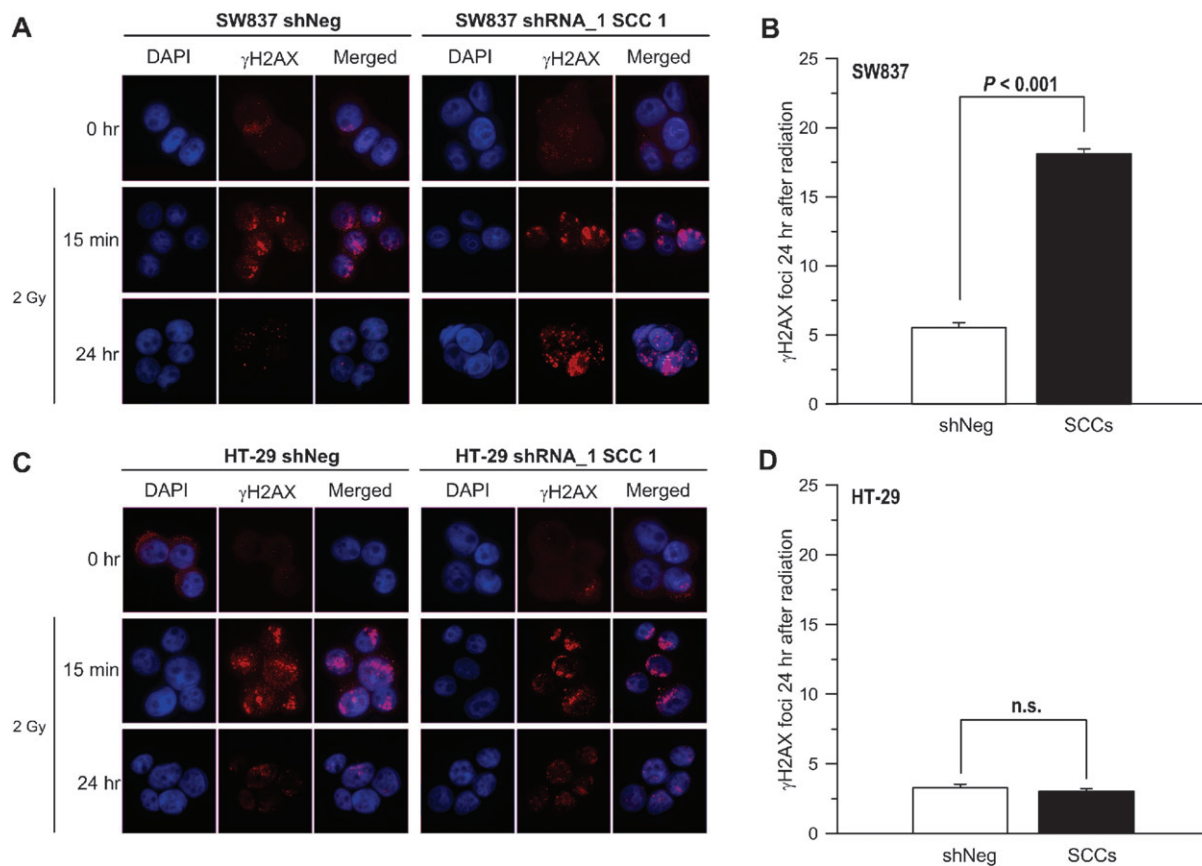 A
SW837 shNeg
SW837 shRNA_1 SCC 1
DAPI γH2AX Merged DAPI γH2AX Merged
0 hr
15 min
2 Gy
24 hr
B
SW837
P < 0.001
γH2AX foci 24 hr after radiation
25
20
15
10
5
0
shNeg SCCs
C
HT-29 shNeg
HT-29 shRNA_1 SCC 1
DAPI γH2AX Merged DAPI γH2AX Merged
0 hr
15 min
2 Gy
24 hr
D
HT-29
n.s.
γH2AX foci 24 hr after radiation
25
20
15
10
5
0
shNeg SCCs